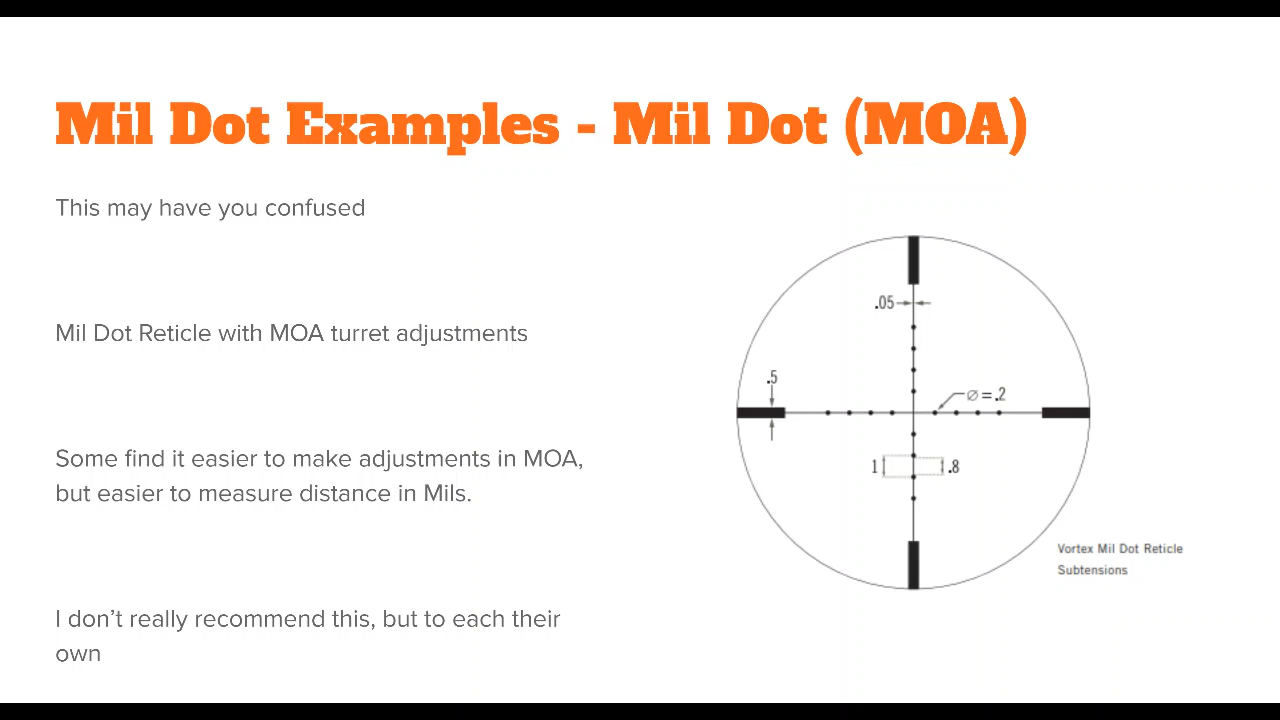 Mil Dot Examples - Mil Dot (MOA)
This may have you confused
Mil Dot Reticle with MOA turret adjustments
Some find it easier to make adjustments in MOA,
but easier to measure distance in Mils.
I don’t really recommend this, but to each their
own
.05
.5
∅ = .2
1
.8
Vortex Mil Dot Reticle
Subtensions